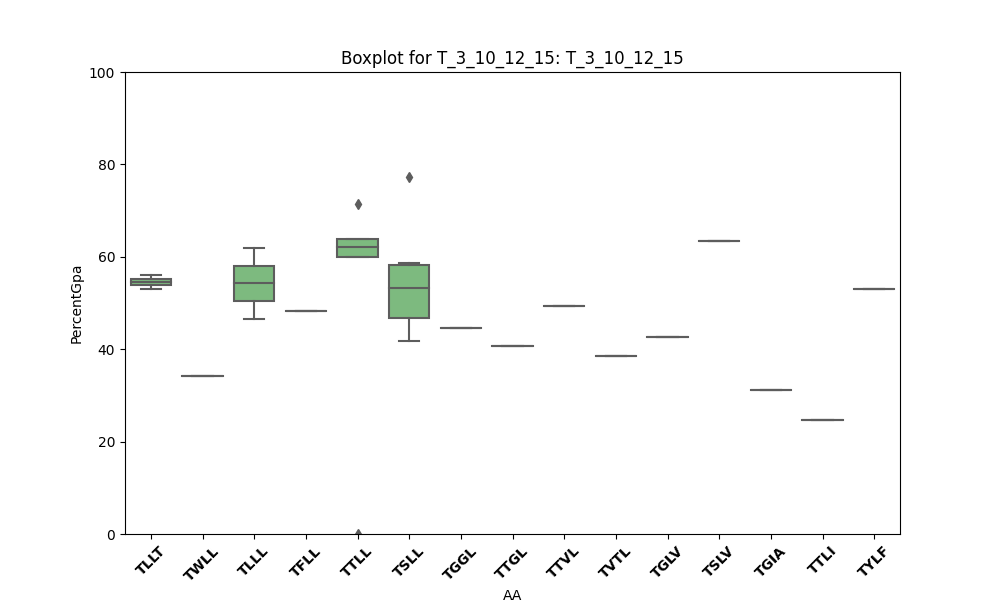 Boxplot for T_3_10_12_15: T_3_10_12_15
PercentGpa
100
80
60
40
20
0
TLLT TWLL TLLL TFLL TTLL TSLL TGGL TTGL TTVL TVTL TGLV TSLV TGIA TTLI TYLF
AA